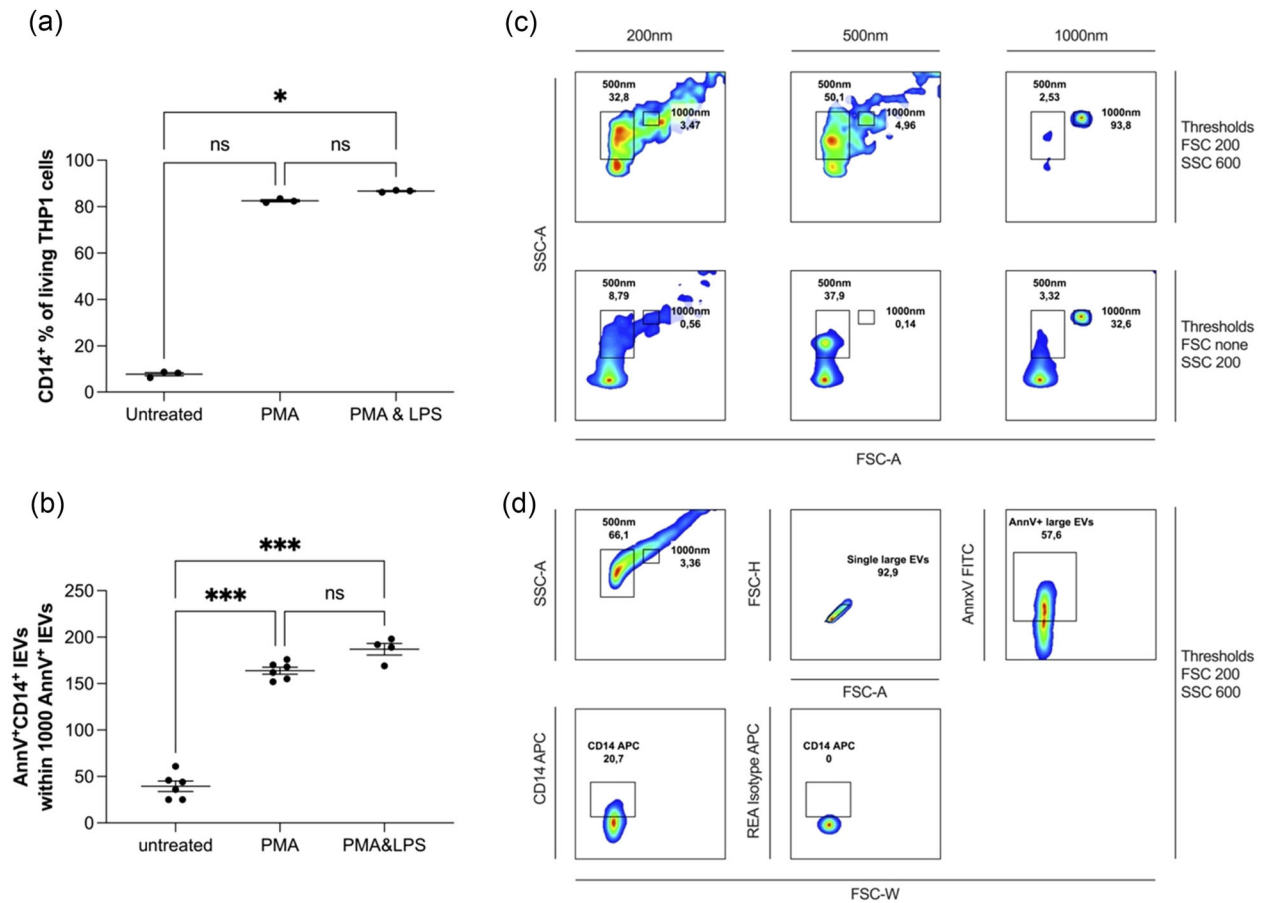 (a)
*
ns
ns
CD14⁺ % of living THP1 cells
100
80
60
40
20
0
Untreated
PMA
PMA & LPS
(b)
***
***
ns
AnnV⁺CD14⁺ lEVs
within 1000 AnnV⁺ lEVs
250
200
150
100
50
0
untreated
PMA
PMA&LPS
(c)
200nm
500nm
1000nm
SSC-A
500nm
32,8
1000nm
3,47
500nm
50,1
1000nm
4,96
500nm
2,53
1000nm
93,8
Thresholds
FSC 200
SSC 600
500nm
8,79
1000nm
0,56
500nm
37,9
1000nm
0,14
500nm
3,32
1000nm
32,6
Thresholds
FSC none
SSC 200
FSC-A
(d)
SSC-A
500nm
66,1
1000nm
3,36
FSC-H
Single large EVs
92,9
FSC-A
AnnxV FITC
AnnV+ large EVs
57,6
Thresholds
FSC 200
SSC 600
CD14 APC
CD14 APC
20,7
REA Isotype APC
CD14 APC
0
FSC-W